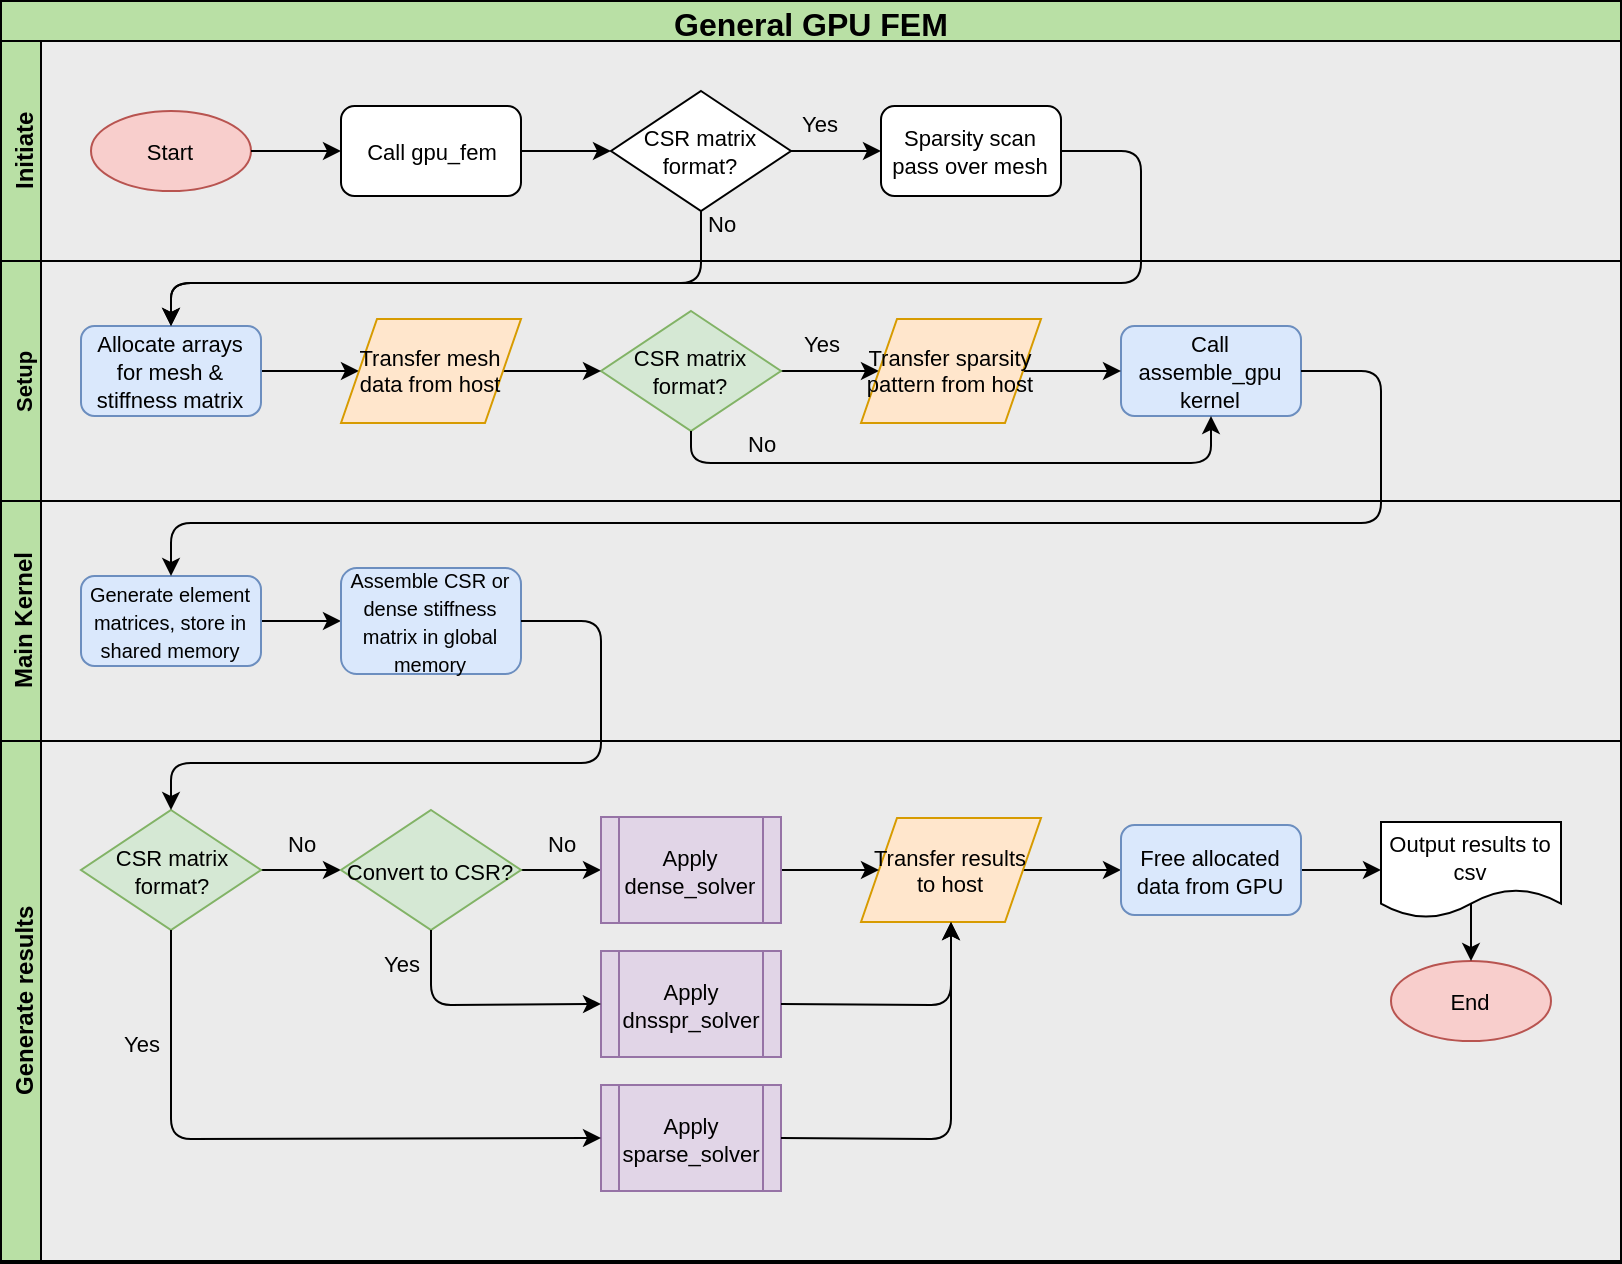 General GPU FEM
Initiate
Start
Call gpu_fem
CSR matrix
format?
Yes
Sparsity scan
pass over mesh
No
Setup
Allocate arrays
for mesh &
stiffness matrix
Transfer mesh
data from host
CSR matrix
format?
Yes
Transfer sparsity
pattern from host
Call
assemble_gpu
kernel
No
Main Kernel
Generate element
matrices, store in
shared memory
Assemble CSR or
dense stiffness
matrix in global
memory
Generate results
CSR matrix
format?
No
Convert to CSR?
No
Apply
dense_solver
Transfer results
to host
Free allocated
data from GPU
Output results to
csv
Yes
Apply
dnsspr_solver
End
Yes
Apply
sparse_solver